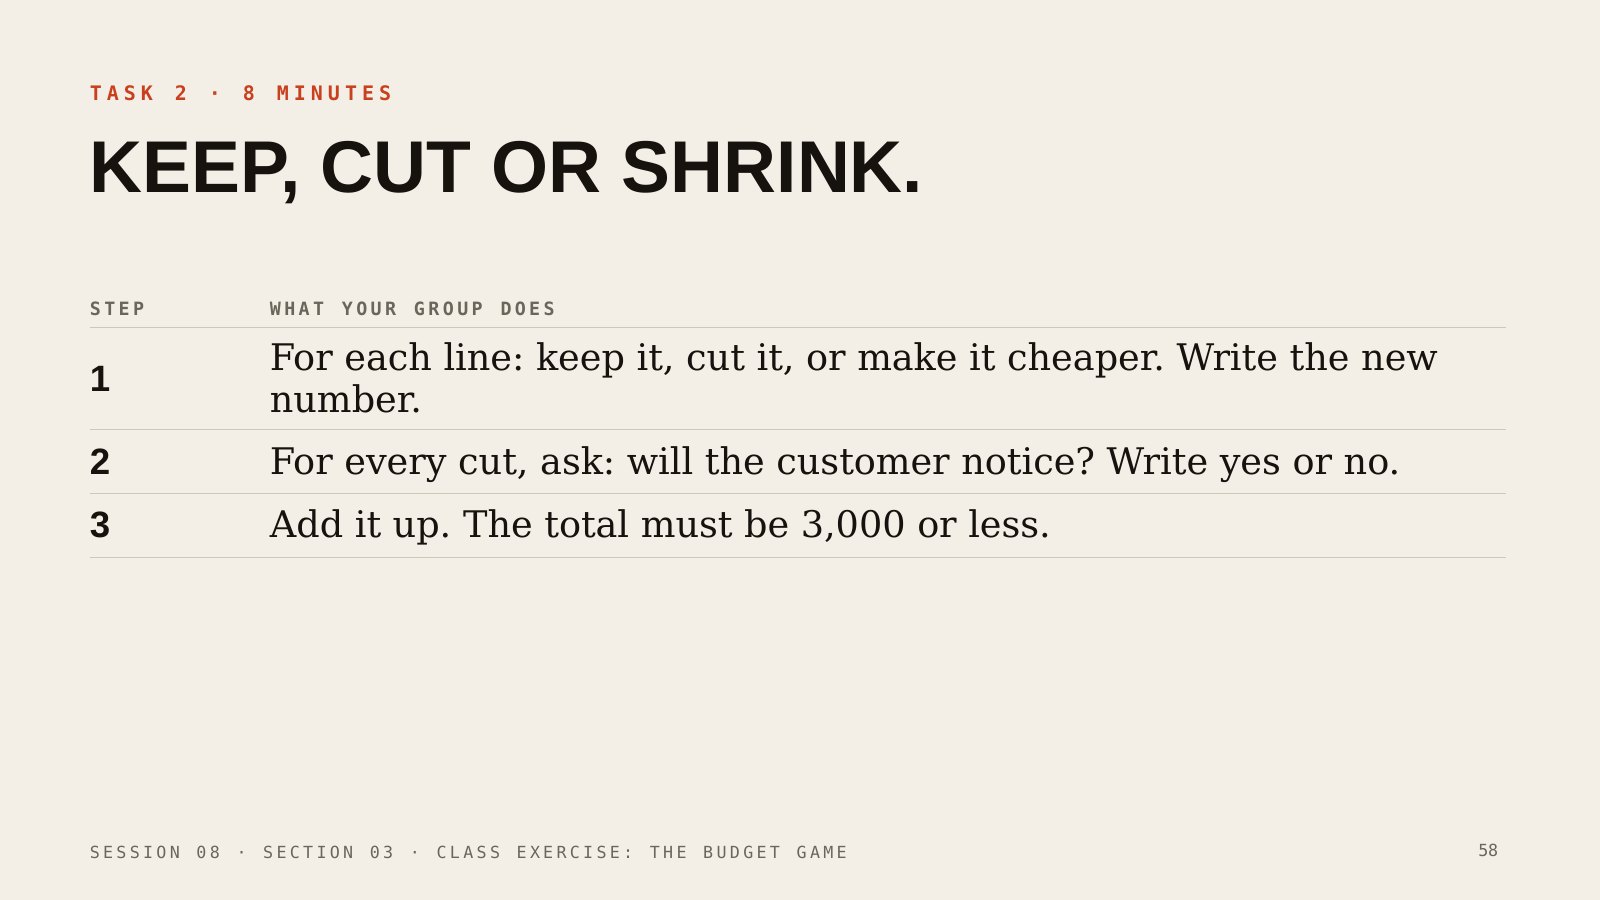 TASK 2 · 8 MINUTES
KEEP, CUT OR SHRINK.
STEP WHAT YOUR GROUP DOES
1 For each line: keep it, cut it, or make it cheaper. Write the new
number.
2 For every cut, ask: will the customer notice? Write yes or no.
3 Add it up. The total must be 3,000 or less.
SESSION 08 · SECTION 03 · CLASS EXERCISE: THE BUDGET GAME 58